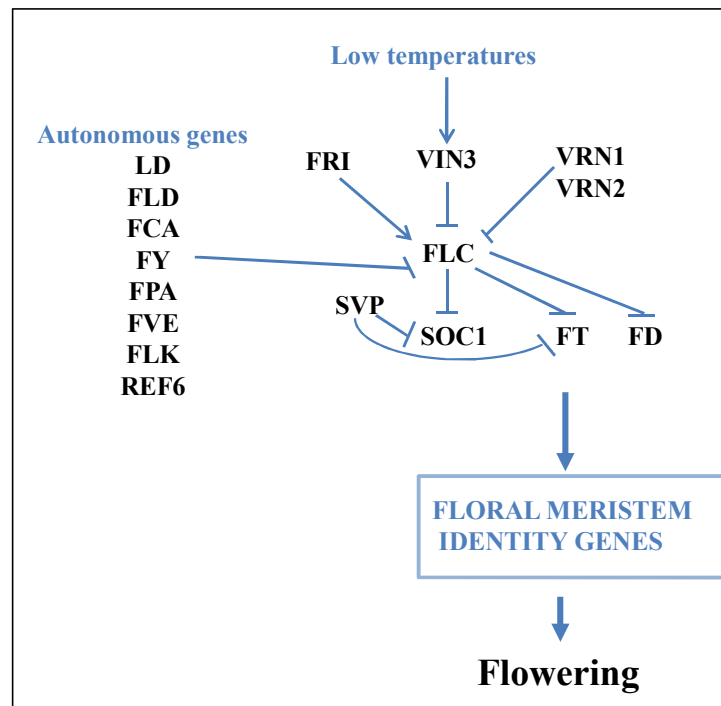 Low temperatures
Autonomous genes
LD
FLD
FCA
FY
FPA
FVE
FLK
REF6
FRI
VIN3
VRN1
VRN2
FLC
SVP
SOC1
FT
FD
FLORAL MERISTEM
IDENTITY GENES
Flowering